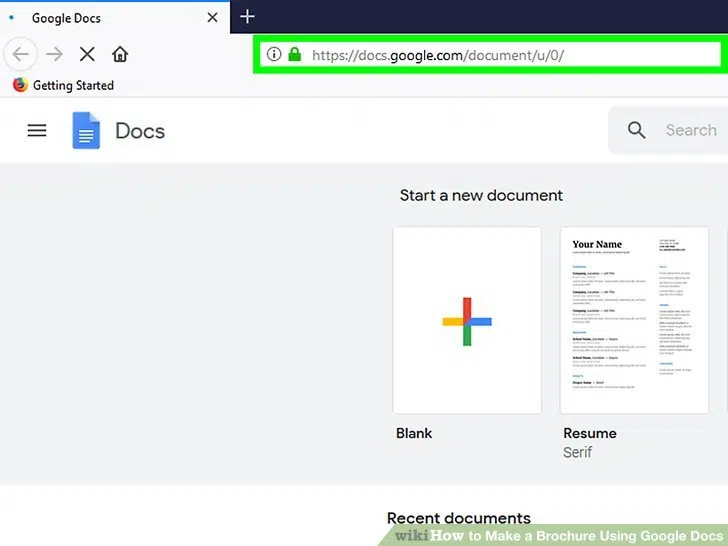 Google Docs
https://docs.google.com/document/u/0/
Getting Started
Docs
Search
Start a new document
Your Name
Blank
Resume
Serif
Recent documents
wikiHow to Make a Brochure Using Google Docs